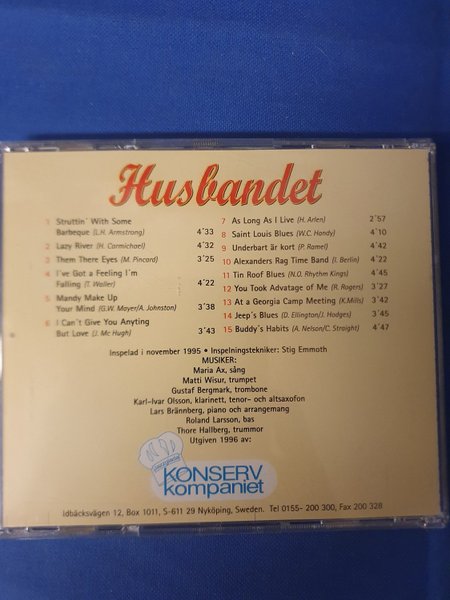 Husbandet
1 Struttin' With Some
Barbeque (L.H. Armstrong) 4'33
2 Lazy River (H. Carmichael) 4'32
3 Them There Eyes (M. Pincard) 3'25
4 I've Got a Feeling I'm
Falling (T. Waller) 4'22
5 Mandy Make Up
Your Mind (G.W. Mayer/A. Johnston) 3'38
6 I Can't Give You Anyting
But Love (J. Mc Hugh) 3'43
7 As Long As I Live (H. Arlen) 2'57
8 Saint Louis Blues (W.C. Handy) 4'10
9 Underbart är kort (P. Ramel) 4'42
10 Alexanders Rag Time Band (I. Berlin) 4'22
11 Tin Roof Blues (N.O. Rhythm Kings) 4'45
12 You Took Advatage of Me (R. Rogers) 3'27
13 At a Georgia Camp Meeting (K.Mills) 3'42
14 Jeep's Blues (D. Ellington/J. Hodges) 3'45
15 Buddy's Habits (A. Nelson/C. Straight) 4'47
Inspelad i november 1995 • Inspelningstekniker: Stig Emmoth
MUSIKER:
Maria Ax, sång
Matti Wisur, trumpet
Gustaf Bergmark, trombone
Karl-Ivar Olsson, klarinett, tenor- och altsaxofon
Lars Brännberg, piano och arrangemang
Roland Larsson, bas
Thore Hallberg, trummor
Utgiven 1996 av:
KONSERV
kompaniet
Idbäcksvägen 12, Box 1011, S-611 29 Nyköping, Sweden. Tel 0155- 200 300, Fax 200 328